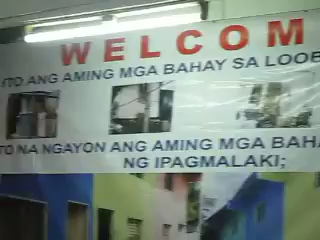 WELCOM
ITO ANG AMING MGA BAHAY SA LOOB
ITO NA NGAYON ANG AMING MGA BAHA
NG IPAGMALAKI;